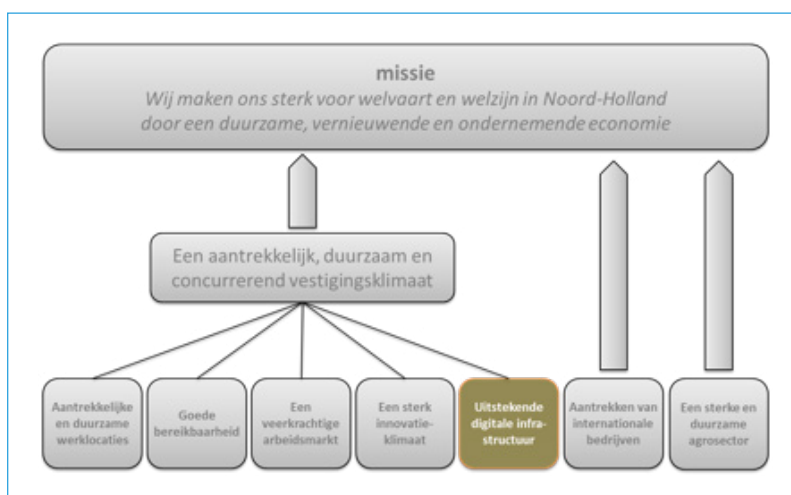 missie
Wij maken ons sterk voor welvaart en welzijn in Noord-Holland
door een duurzame, vernieuwende en ondernemende economie
Een aantrekkelijk, duurzaam en
concurrerend vestigingsklimaat
Aantrekkelijke
en duurzame
werklocaties
Goede
bereikbaarheid
Een
veerkrachtige
arbeidsmarkt
Een sterk
innovatie-
klimaat
Uitstekende
digitale infra-
structuur
Aantrekken van
internationale
bedrijven
Een sterke en
duurzame
agrosector